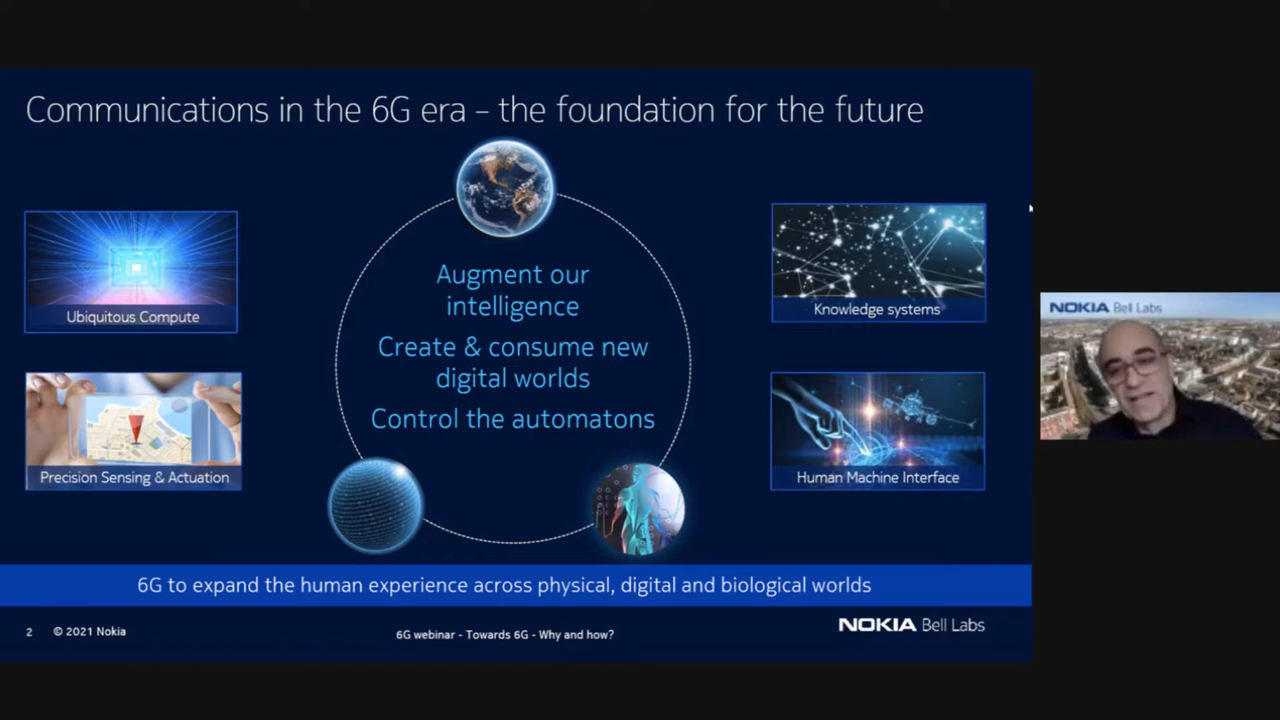 Communications in the 6G era – the foundation for the future
Ubiquitous Compute
Precision Sensing & Actuation
Augment our
intelligence
Create & consume new
digital worlds
Control the automatons
Knowledge systems
Human Machine Interface
NOKIA Bell Labs
6G to expand the human experience across physical, digital and biological worlds
2 © 2021 Nokia
6G webinar - Towards 6G - Why and how?
NOKIA Bell Labs